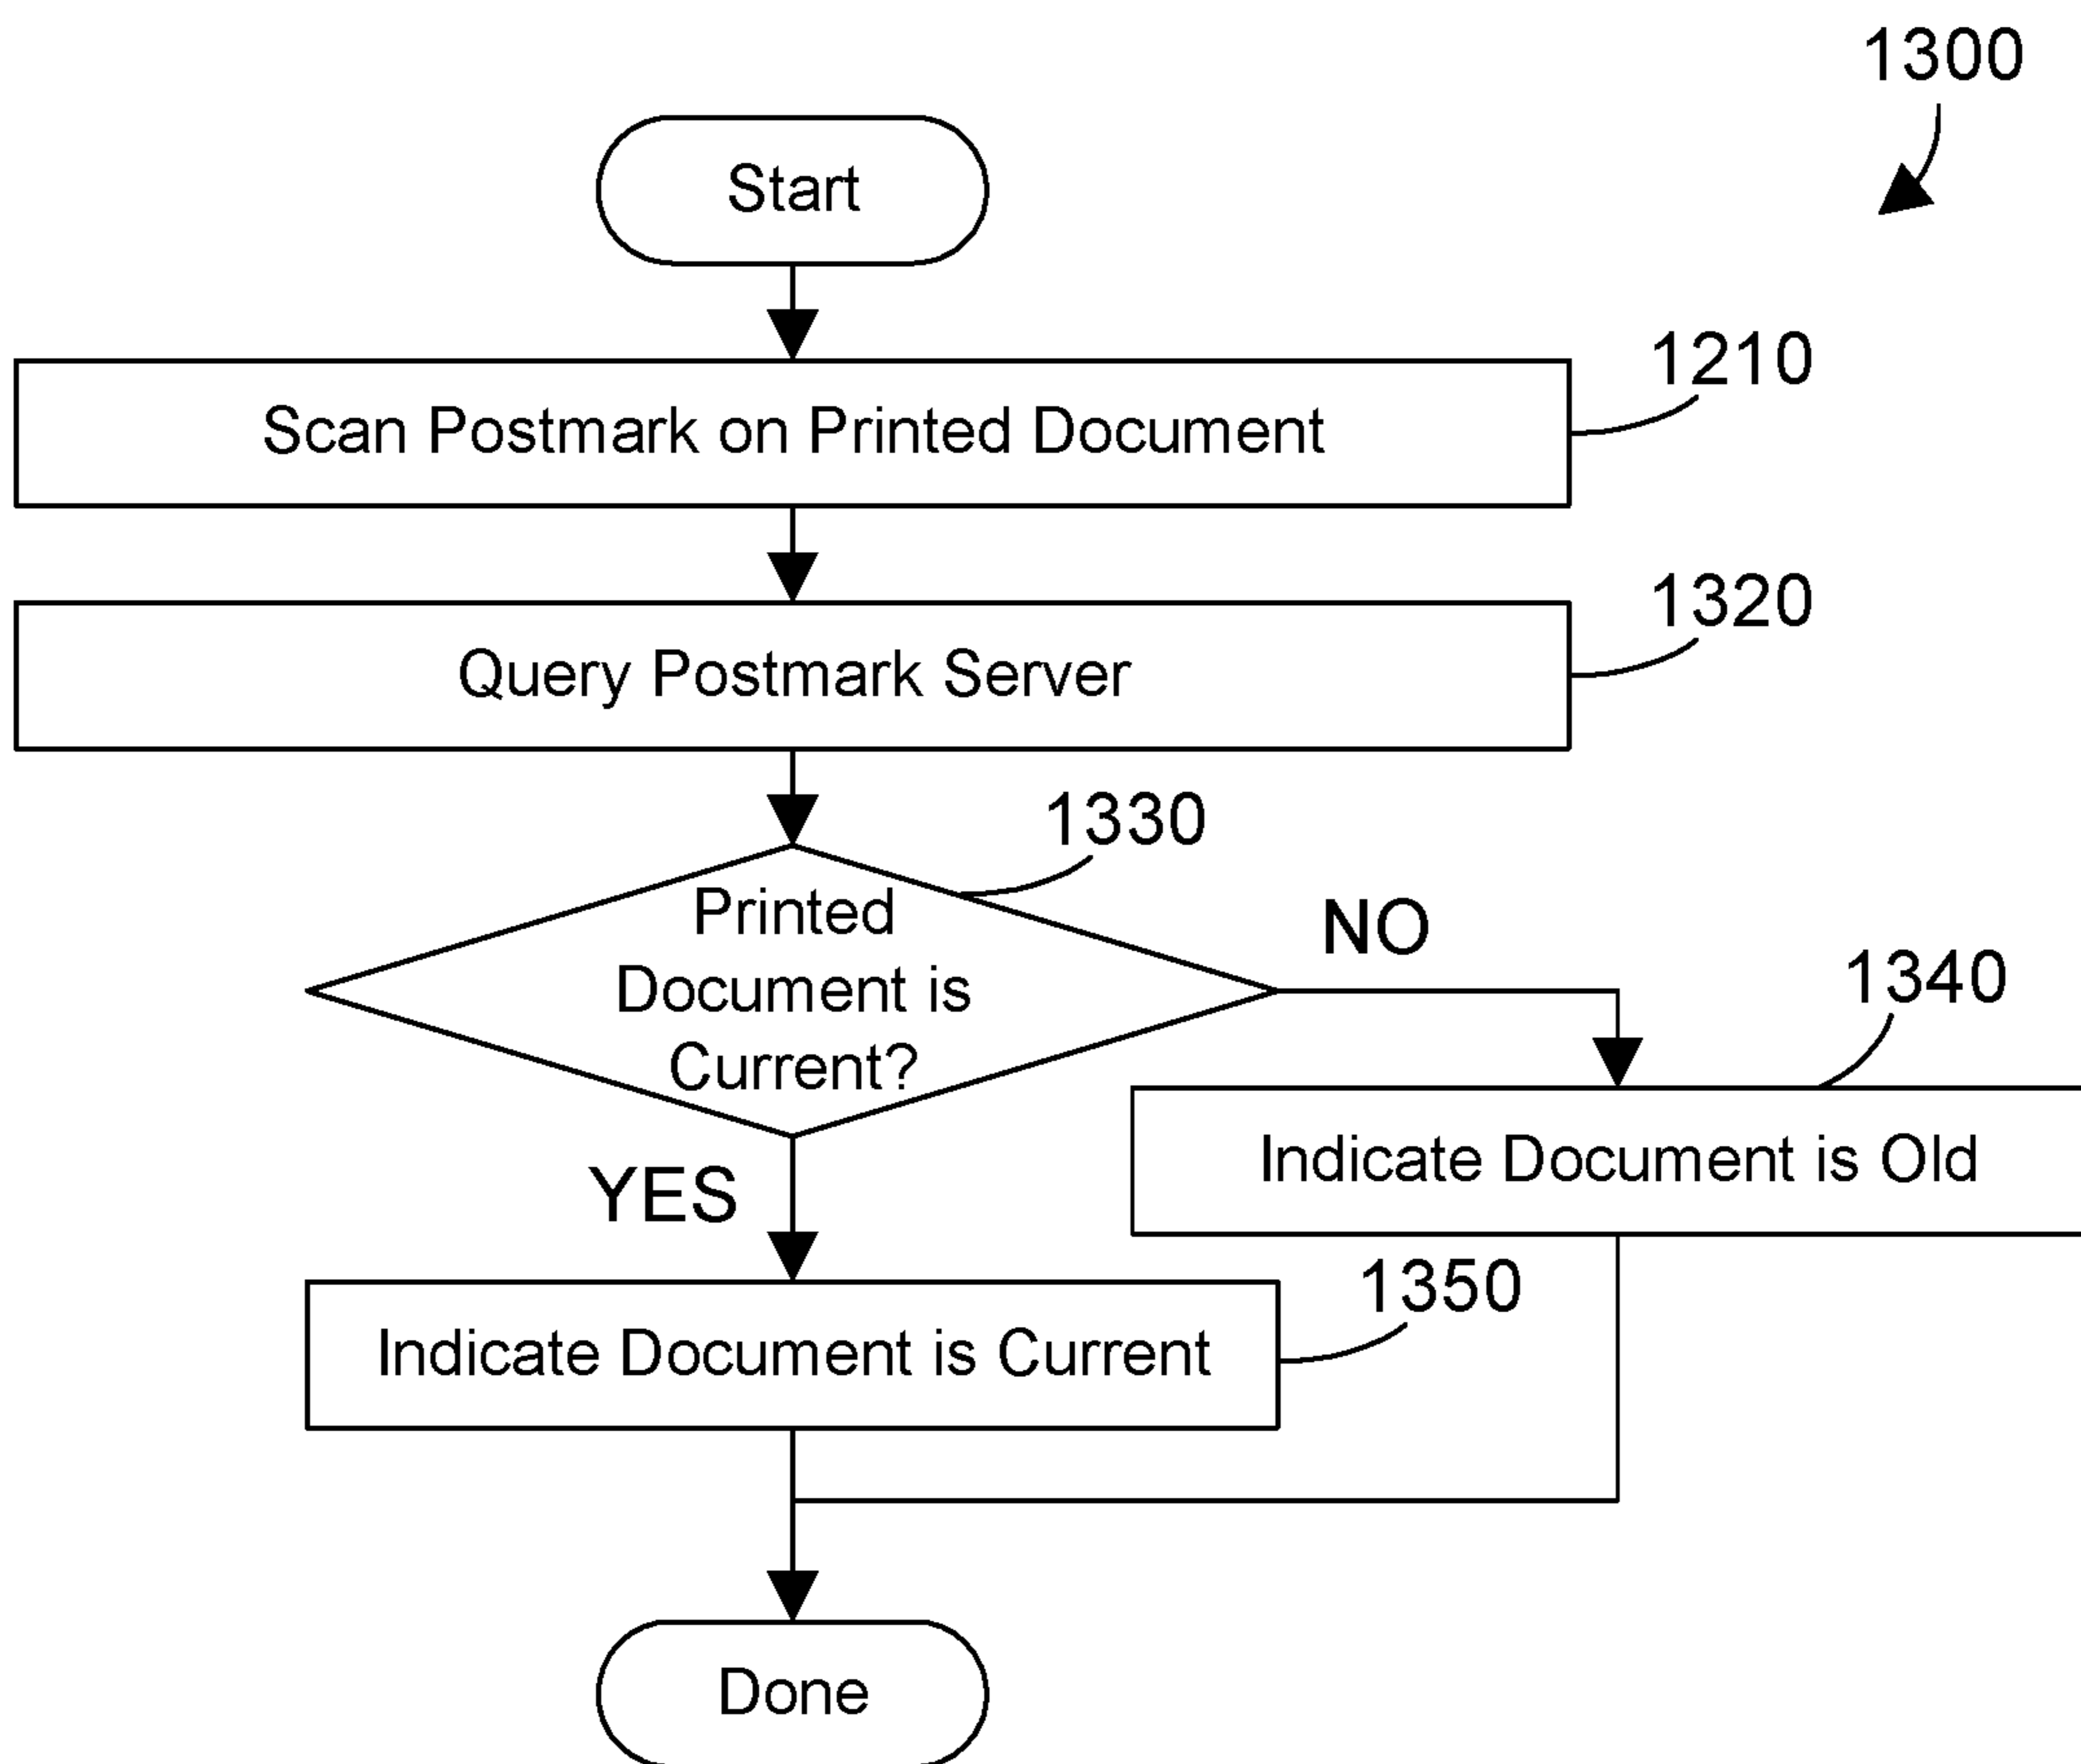 1300
Start
1210
Scan Postmark on Printed Document
1320
Query Postmark Server
1330
Printed
Document is
Current?
NO
1340
Indicate Document is Old
YES
1350
Indicate Document is Current
Done